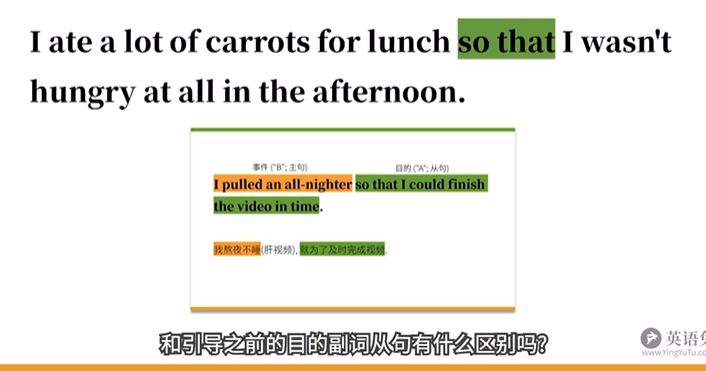 I ate a lot of carrots for lunch so that I wasn't
hungry at all in the afternoon.
事件 ("B"; 主句) 目的 ("A"; 从句)
I pulled an all-nighter so that I could finish
the video in time.
我熬夜不睡(肝视频), 就为了及时完成视频.
和引导之前的目的副词从句有什么区别吗?
英语
www.YingYuTu.co